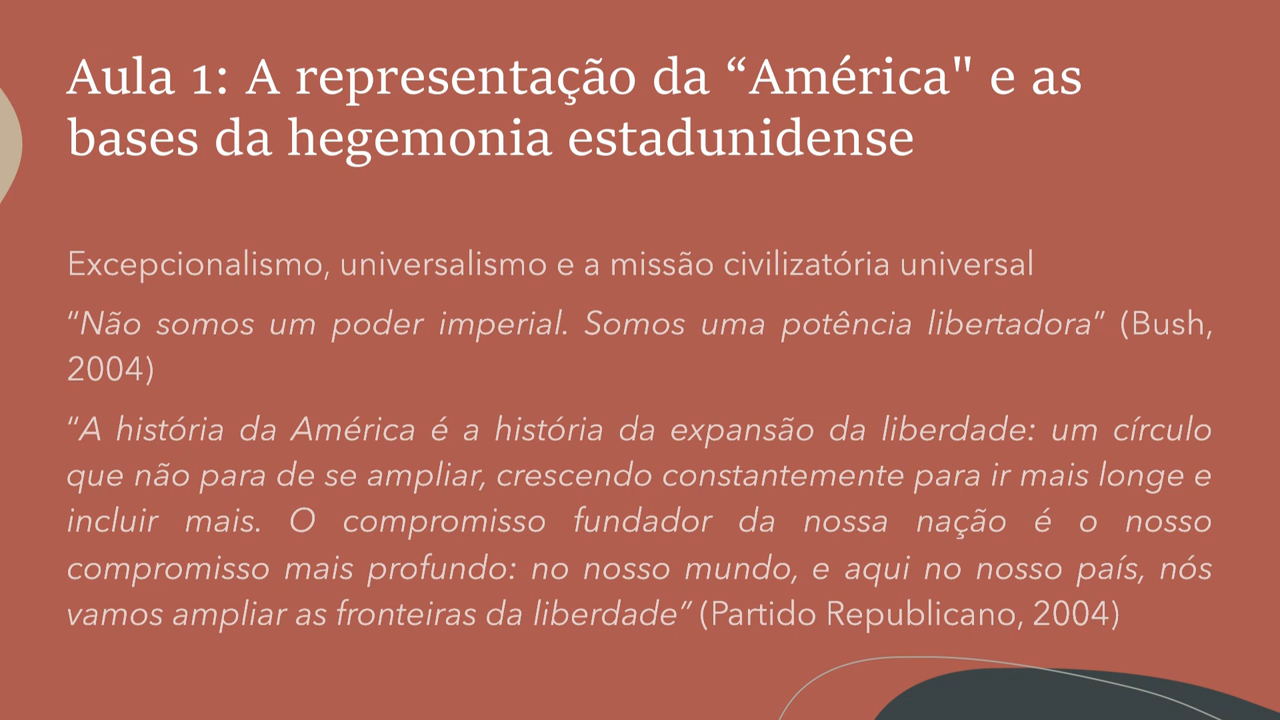 Aula 1: A representação da “América" e as
bases da hegemonia estadunidense
Excepcionalismo, universalismo e a missão civilizatória universal
“Não somos um poder imperial. Somos uma potência libertadora” (Bush,
2004)
“A história da América é a história da expansão da liberdade: um círculo
que não para de se ampliar, crescendo constantemente para ir mais longe e
incluir mais. O compromisso fundador da nossa nação é o nosso
compromisso mais profundo: no nosso mundo, e aqui no nosso país, nós
vamos ampliar as fronteiras da liberdade” (Partido Republicano, 2004)